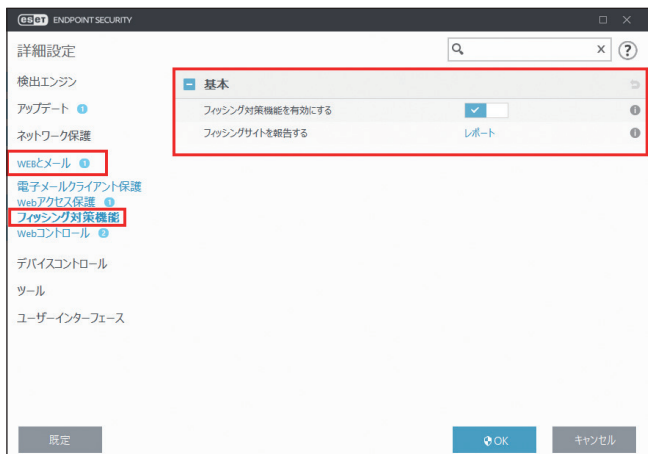 eset ENDPOINT SECURITY
詳細設定
検出エンジン
アップデート 1
ネットワーク保護
WEBとメール 1
電子メールクライアント保護
Webアクセス保護 1
フィッシング対策機能
Webコントロール 2
デバイスコントロール
ツール
ユーザーインターフェース
基本
フィッシング対策機能を有効にする
フィッシングサイトを報告する レポート
既定
OK
キャンセル